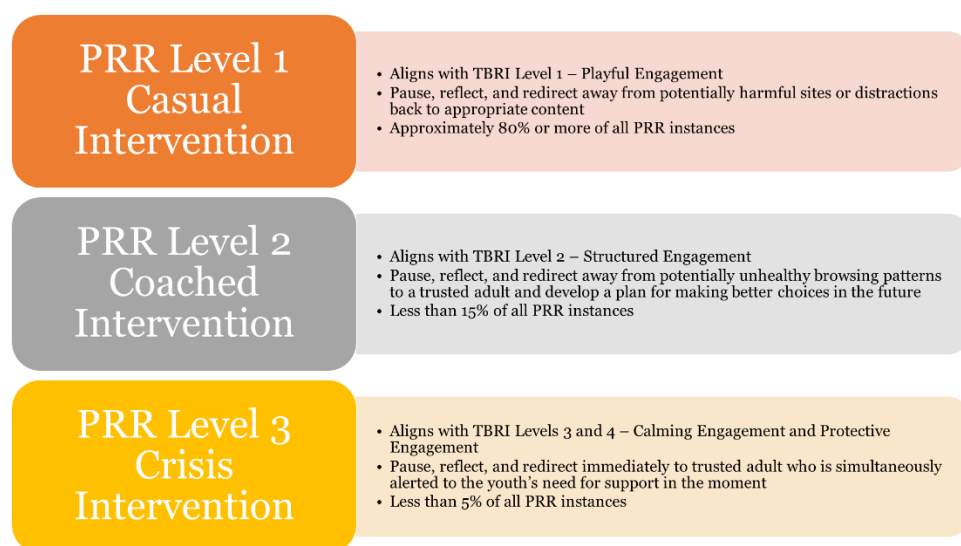 PRR Level 1
Casual
Intervention
• Aligns with TBRI Level 1 – Playful Engagement
• Pause, reflect, and redirect away from potentially harmful sites or distractions
back to appropriate content
• Approximately 80% or more of all PRR instances
PRR Level 2
Coached
Intervention
• Aligns with TBRI Level 2 – Structured Engagement
• Pause, reflect, and redirect away from potentially unhealthy browsing patterns
to a trusted adult and develop a plan for making better choices in the future
• Less than 15% of all PRR instances
PRR Level 3
Crisis
Intervention
• Aligns with TBRI Levels 3 and 4 – Calming Engagement and Protective
Engagement
• Pause, reflect, and redirect immediately to trusted adult who is simultaneously
alerted to the youth's need for support in the moment
• Less than 5% of all PRR instances